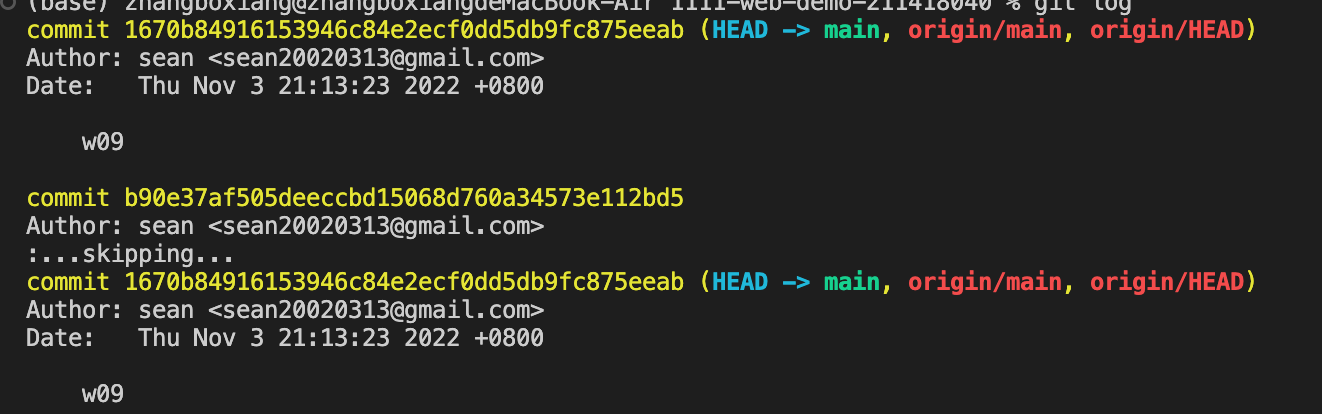 (base) zhangboxiang@zhangboxiangdeMacBook-Air 1111-web-demo-211418040 % git log
commit 1670b84916153946c84e2ecf0dd5db9fc875eeab (HEAD -> main, origin/main, origin/HEAD)
Author: sean <sean20020313@gmail.com>
Date:   Thu Nov 3 21:13:23 2022 +0800
w09
commit b90e37af505deeccbd15068d760a34573e112bd5
Author: sean <sean20020313@gmail.com>
:...skipping...
commit 1670b84916153946c84e2ecf0dd5db9fc875eeab (HEAD -> main, origin/main, origin/HEAD)
Author: sean <sean20020313@gmail.com>
Date:   Thu Nov 3 21:13:23 2022 +0800
w09